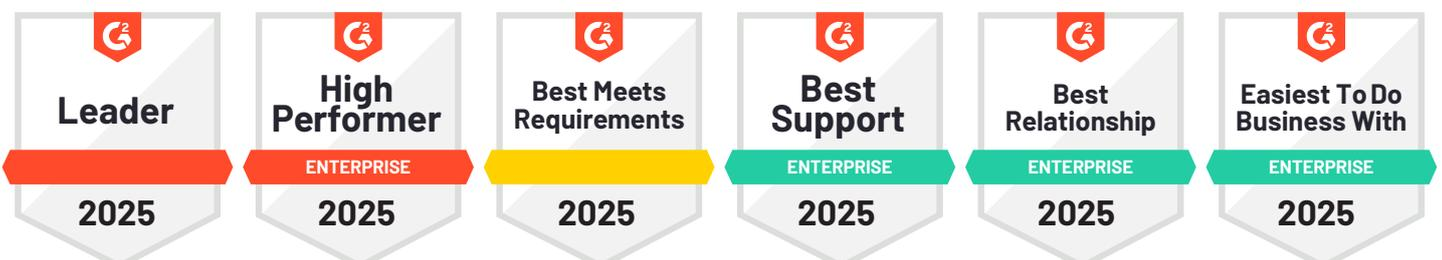 G2
Leader
2025
G2
High
Performer
ENTERPRISE
2025
G2
Best Meets
Requirements
2025
G2
Best
Support
ENTERPRISE
2025
G2
Best
Relationship
ENTERPRISE
2025
G2
Easiest To Do
Business With
ENTERPRISE
2025